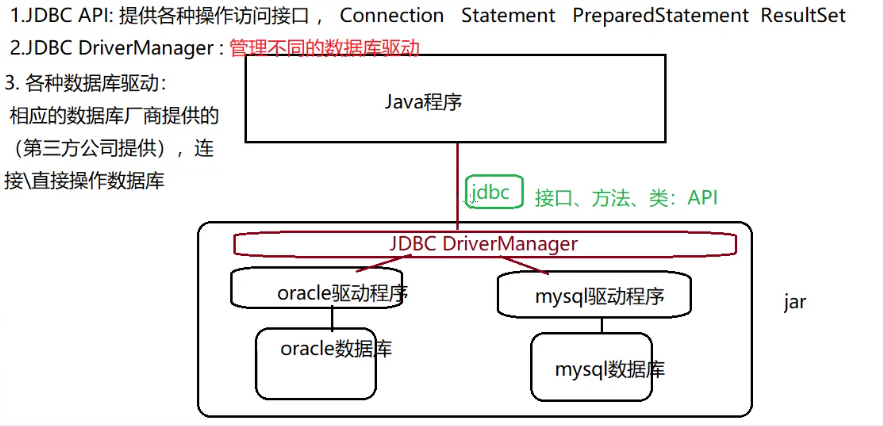 1.JDBC API: 提供各种操作访问接口， Connection Statement PreparedStatement ResultSet
2.JDBC DriverManager : 管理不同的数据库驱动
3. 各种数据库驱动：
相应的数据库厂商提供的
（第三方公司提供），连
接\直接操作数据库
Java程序
jdbc
接口、方法、类：API
JDBC DriverManager
oracle驱动程序
mysql驱动程序
jar
oracle数据库
mysql数据库